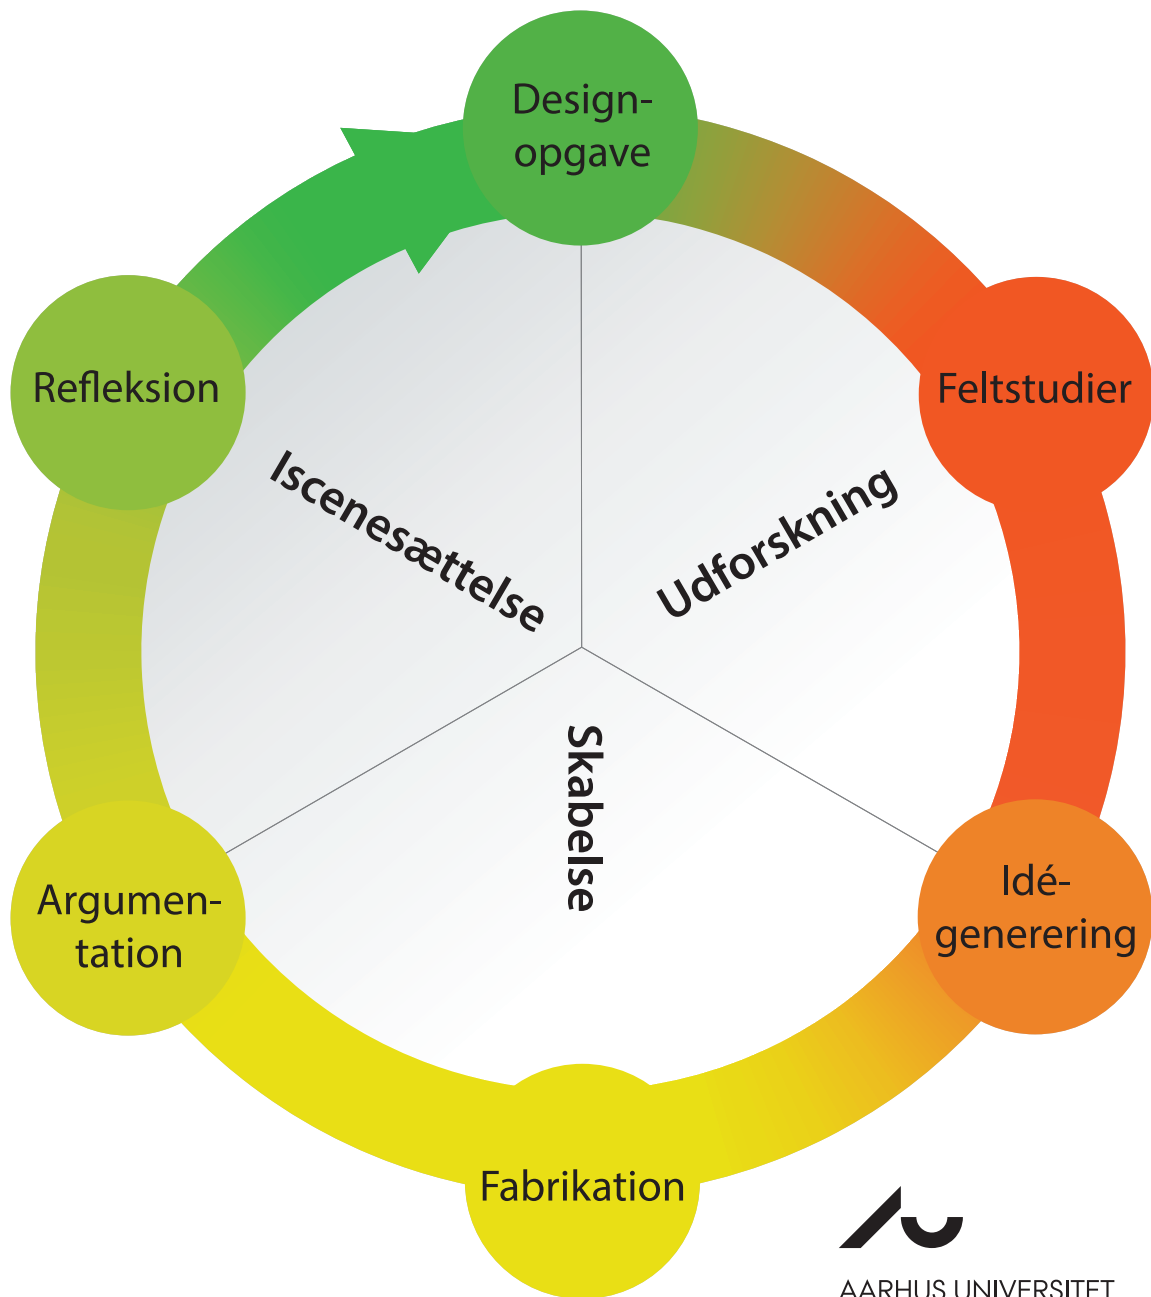 Design-
opgave
Feltstudier
Idé-
generering
Fabrikation
Argumen-
tation
Refleksion
Iscenesættelse
Udforskning
Skabelse
AARHUS UNIVERSITET